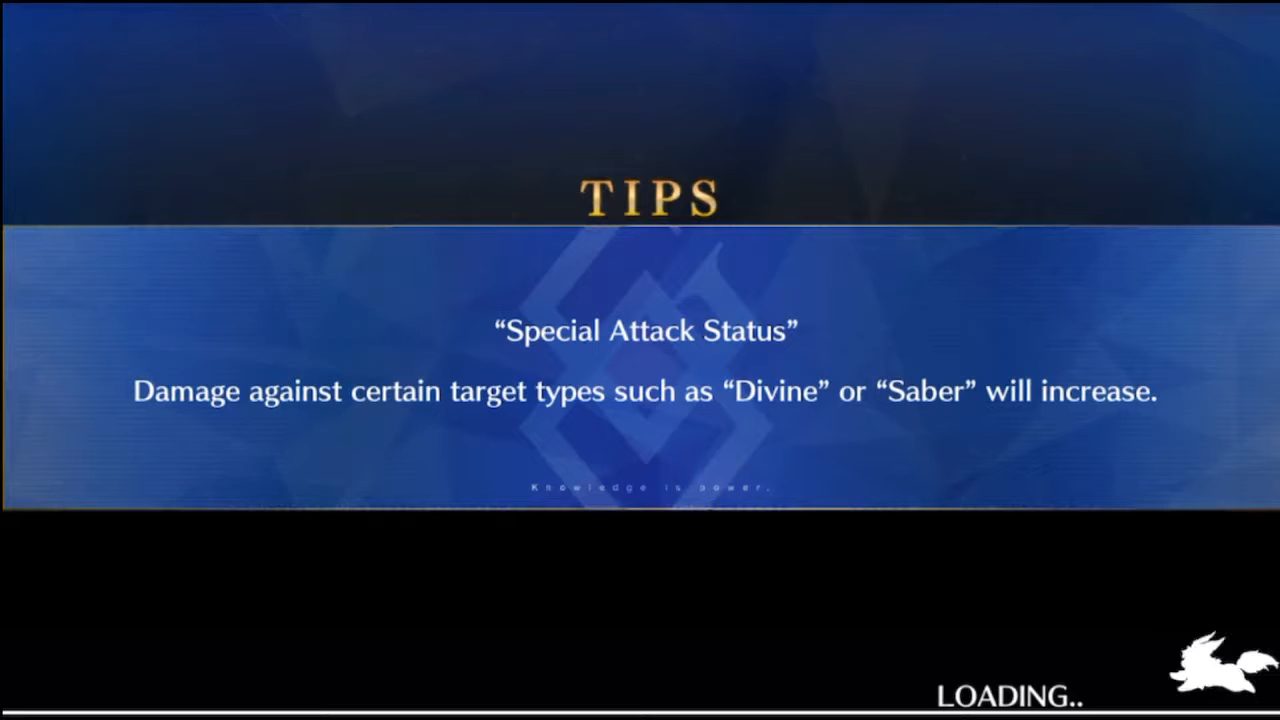 TIPS
“Special Attack Status”
Damage against certain target types such as “Divine” or “Saber” will increase.
Knowledge is power.
LOADING..